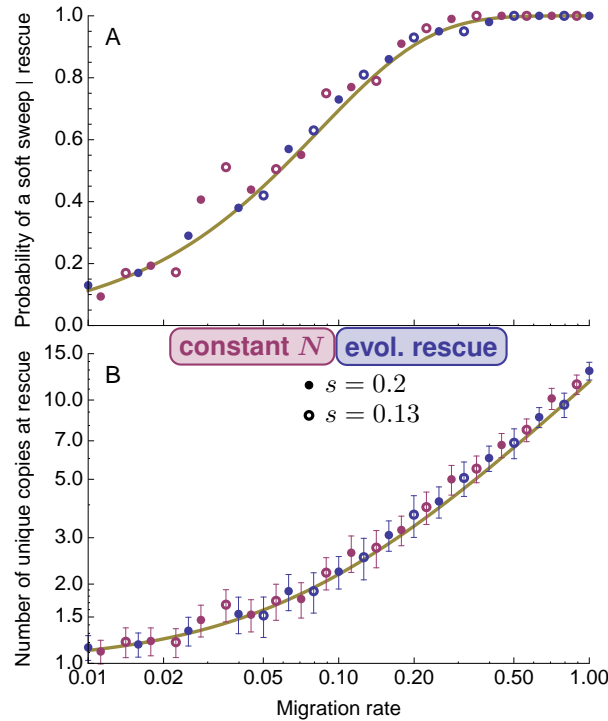 A
Probability of a soft sweep | rescue
1.0
0.8
0.6
0.4
0.2
0.0
constant N evol. rescue
B
s = 0.2
s = 0.13
Number of unique copies at rescue
15.0
10.0
7.0
5.0
3.0
2.0
1.5
1.0
0.01 0.02 0.05 0.10 0.20 0.50 1.00
Migration rate